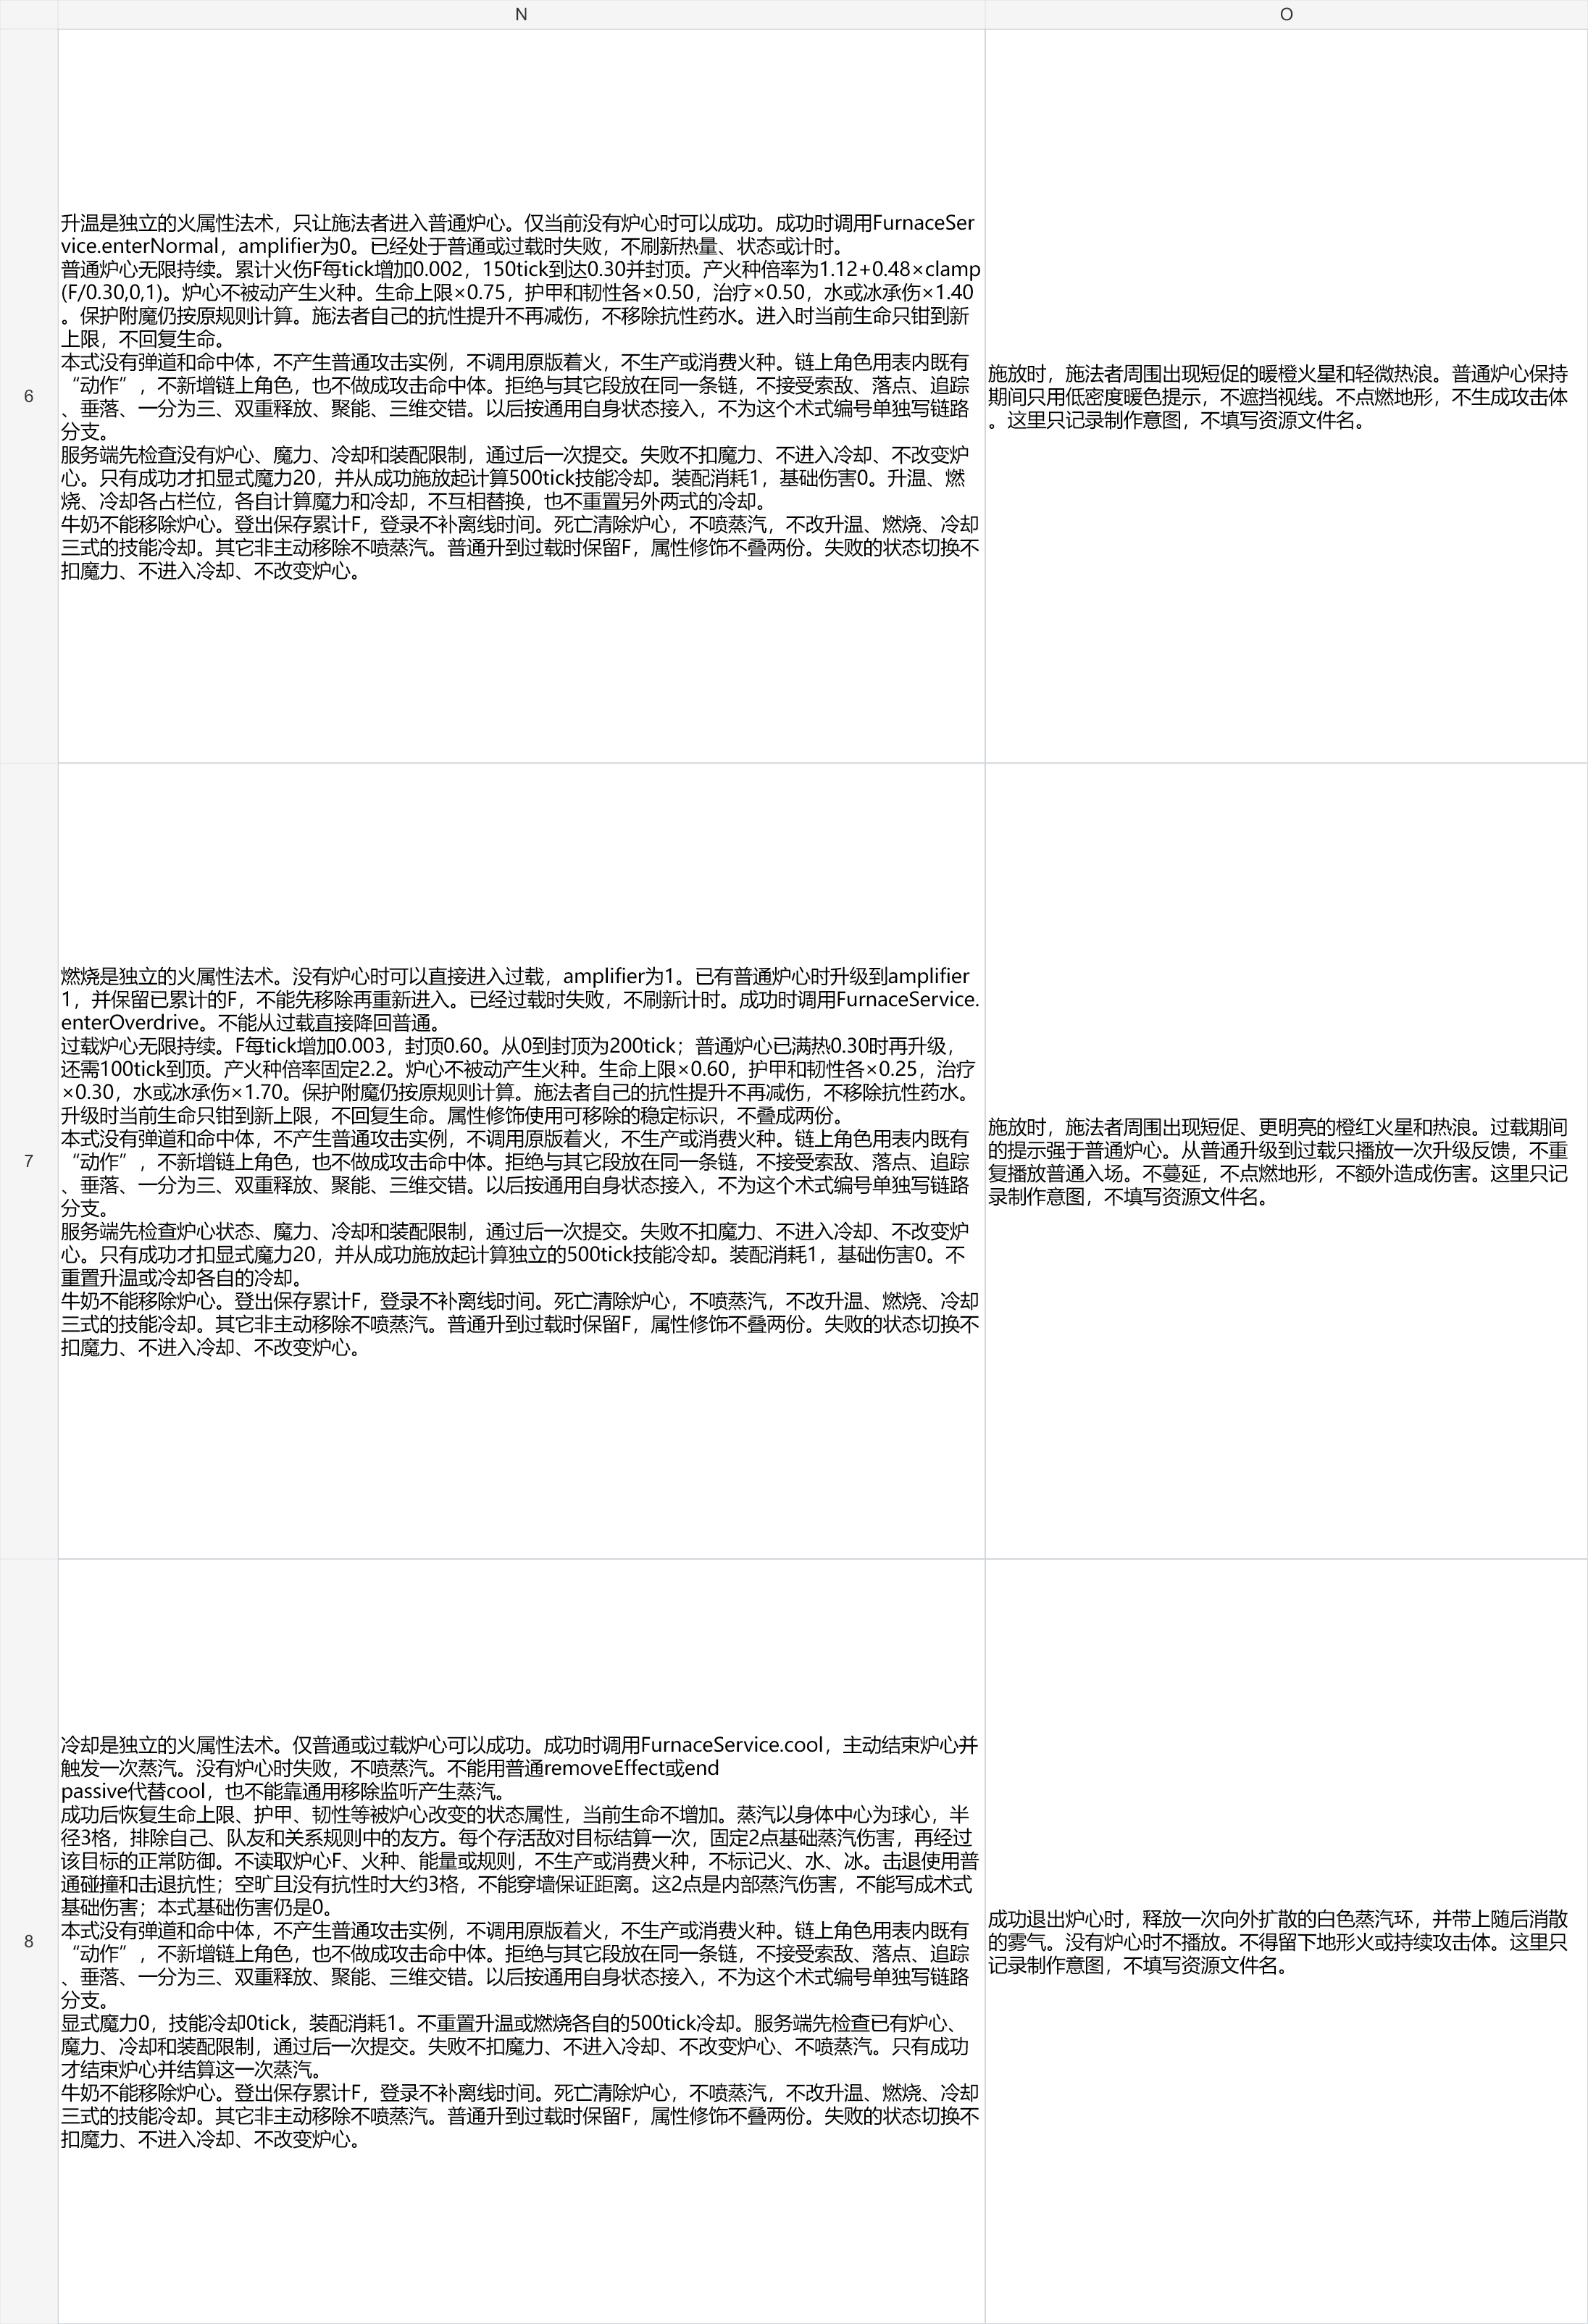 N
O
6
升温是独立的火属性法术，只让施法者进入普通炉心。仅当前没有炉心时可以成功。成功时调用FurnaceSer
vice.enterNormal，amplifier为0。已经处于普通或过载时失败，不刷新热量、状态或计时。
普通炉心无限持续。累计火伤F每tick增加0.002，150tick到达0.30并封顶。产火种倍率为1.12+0.48×clamp
(F/0.30,0,1)。炉心不被动产生火种。生命上限×0.75，护甲和韧性各×0.50，治疗×0.50，水或冰承伤×1.40
。保护附魔仍按原规则计算。施法者自己的抗性提升不再减伤，不移除抗性药水。进入时当前生命只钳到新
上限，不回复生命。
本式没有弹道和命中体，不产生普通攻击实例，不调用原版着火，不生产或消费火种。链上角色用表内既有
“动作”，不新增链上角色，也不做成攻击命中体。拒绝与其它段放在同一条链，不接受索敌、落点、追踪
、垂落、一分为三、双重释放、聚能、三维交错。以后按通用自身状态接入，不为这个术式编号单独写链路
分支。
服务端先检查没有炉心、魔力、冷却和装配限制，通过后一次提交。失败不扣魔力、不进入冷却、不改变炉
心。只有成功才扣显式魔力20，并从成功施放起计算500tick技能冷却。装配消耗1，基础伤害0。升温、燃
烧、冷却各占栏位，各自计算魔力和冷却，不互相替换，也不重置另外两式的冷却。
牛奶不能移除炉心。登出保存累计F，登录不补离线时间。死亡清除炉心，不喷蒸汽，不改升温、燃烧、冷却
三式的技能冷却。其它非主动移除不喷蒸汽。普通升到过载时保留F，属性修饰不叠两份。失败的状态切换不
扣魔力、不进入冷却、不改变炉心。
施放时，施法者周围出现短促的暖橙火星和轻微热浪。普通炉心保持
期间只用低密度暖色提示，不遮挡视线。不点燃地形，不生成攻击体
。这里只记录制作意图，不填写资源文件名。
7
燃烧是独立的火属性法术。没有炉心时可以直接进入过载，amplifier为1。已有普通炉心时升级到amplifier
1，并保留已累计的F，不能先移除再重新进入。已经过载时失败，不刷新计时。成功时调用FurnaceService.
enterOverdrive。不能从过载直接降回普通。
过载炉心无限持续。F每tick增加0.003，封顶0.60。从0到封顶为200tick；普通炉心已满热0.30时再升级，
还需100tick到顶。产火种倍率固定2.2。炉心不被动产生火种。生命上限×0.60，护甲和韧性各×0.25，治疗
×0.30，水或冰承伤×1.70。保护附魔仍按原规则计算。施法者自己的抗性提升不再减伤，不移除抗性药水。
升级时当前生命只钳到新上限，不回复生命。属性修饰使用可移除的稳定标识，不叠成两份。
本式没有弹道和命中体，不产生普通攻击实例，不调用原版着火，不生产或消费火种。链上角色用表内既有
“动作”，不新增链上角色，也不做成攻击命中体。拒绝与其它段放在同一条链，不接受索敌、落点、追踪
、垂落、一分为三、双重释放、聚能、三维交错。以后按通用自身状态接入，不为这个术式编号单独写链路
分支。
服务端先检查炉心状态、魔力、冷却和装配限制，通过后一次提交。失败不扣魔力、不进入冷却、不改变炉
心。只有成功才扣显式魔力20，并从成功施放起计算独立的500tick技能冷却。装配消耗1，基础伤害0。不
重置升温或冷却各自的冷却。
牛奶不能移除炉心。登出保存累计F，登录不补离线时间。死亡清除炉心，不喷蒸汽，不改升温、燃烧、冷却
三式的技能冷却。其它非主动移除不喷蒸汽。普通升到过载时保留F，属性修饰不叠两份。失败的状态切换不
扣魔力、不进入冷却、不改变炉心。
施放时，施法者周围出现短促、更明亮的橙红火星和热浪。过载期间
的提示强于普通炉心。从普通升级到过载只播放一次升级反馈，不重
复播放普通入场。不蔓延，不点燃地形，不额外造成伤害。这里只记
录制作意图，不填写资源文件名。
8
冷却是独立的火属性法术。仅普通或过载炉心可以成功。成功时调用FurnaceService.cool，主动结束炉心并
触发一次蒸汽。没有炉心时失败，不喷蒸汽。不能用普通removeEffect或end
passive代替cool，也不能靠通用移除监听产生蒸汽。
成功后恢复生命上限、护甲、韧性等被炉心改变的状态属性，当前生命不增加。蒸汽以身体中心为球心，半
径3格，排除自己、队友和关系规则中的友方。每个存活敌对目标结算一次，固定2点基础蒸汽伤害，再经过
该目标的正常防御。不读取炉心F、火种、能量或规则，不生产或消费火种，不标记火、水、冰。击退使用普
通碰撞和击退抗性；空旷且没有抗性时大约3格，不能穿墙保证距离。这2点是内部蒸汽伤害，不能写成术式
基础伤害；本式基础伤害仍是0。
本式没有弹道和命中体，不产生普通攻击实例，不调用原版着火，不生产或消费火种。链上角色用表内既有
“动作”，不新增链上角色，也不做成攻击命中体。拒绝与其它段放在同一条链，不接受索敌、落点、追踪
、垂落、一分为三、双重释放、聚能、三维交错。以后按通用自身状态接入，不为这个术式编号单独写链路
分支。
显式魔力0，技能冷却0tick，装配消耗1。不重置升温或燃烧各自的500tick冷却。服务端先检查已有炉心、
魔力、冷却和装配限制，通过后一次提交。失败不扣魔力、不进入冷却、不改变炉心、不喷蒸汽。只有成功
才结束炉心并结算这一次蒸汽。
牛奶不能移除炉心。登出保存累计F，登录不补离线时间。死亡清除炉心，不喷蒸汽，不改升温、燃烧、冷却
三式的技能冷却。其它非主动移除不喷蒸汽。普通升到过载时保留F，属性修饰不叠两份。失败的状态切换不
扣魔力、不进入冷却、不改变炉心。
成功退出炉心时，释放一次向外扩散的白色蒸汽环，并带上随后消散
的雾气。没有炉心时不播放。不得留下地形火或持续攻击体。这里只
记录制作意图，不填写资源文件名。